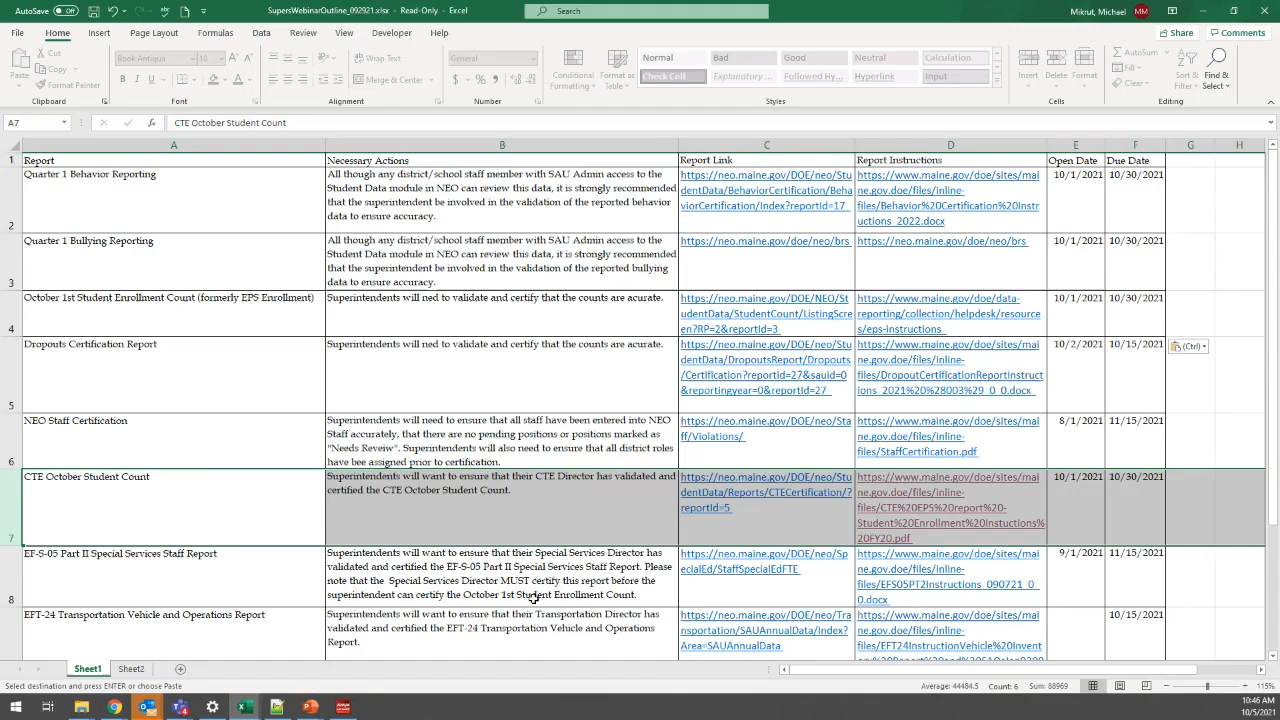 AutoSave Off
SupersWebinarOutline_092921.xlsx - Read-Only - Excel
Search
Mikrut, Michael
MM
File Home Insert Page Layout Formulas Data Review View Developer Help
Share Comments
Paste
Cut
Copy
Format Painter
Book Antiqua 10
Wrap Text
Merge & Center
General
Conditional Formatting
Format as Table
Normal Bad Good Neutral Calculation
Check Cell Explanatory... Followed Hy... Hyperlink Input
Insert Delete Format
AutoSum
Fill
Clear
Sort & Filter
Find & Select
Clipboard Font Alignment Number Styles Cells Editing
A7
CTE October Student Count
A B C D E F G H
1 Report Necessary Actions Report Link Report Instructions Open Date Due Date
2 Quarter 1 Behavior Reporting
All though any district/school staff member with SAU Admin access to the
Student Data module in NEO can review this data, it is strongly recommended
that the superintendent be involved in the validation of the reported behavior
data to ensure accuracy.
https://neo.maine.gov/DOE/neo/Stu
dentData/BehaviorCertification/Beha
viorCertification/Index?reportId=17
https://www.maine.gov/doe/sites/mai
ne.gov.doe/files/inline-
files/Behavior%20Certification%20Instr
uctions_2022.docx
10/1/2021 10/30/2021
3 Quarter 1 Bullying Reporting
All though any district/school staff member with SAU Admin access to the
Student Data module in NEO can review this data, it is strongly recommended
that the superintendent be involved in the validation of the reported bullying
data to ensure accuracy.
https://neo.maine.gov/doe/neo/brs
https://neo.maine.gov/doe/neo/brs
10/1/2021 10/30/2021
4 October 1st Student Enrollment Count (formerly EPS Enrollment)
Superintendents will ned to validate and certify that the counts are acurate.
https://neo.maine.gov/DOE/NEO/St
udentData/StudentCount/ListingScre
en?RP=2&reportId=3
https://www.maine.gov/doe/data-
reporting/collection/helpdesk/resource
s/eps-instructions
10/1/2021 10/30/2021
5 Dropouts Certification Report
Superintendents will ned to validate and certify that the counts are acurate.
https://neo.maine.gov/DOE/neo/Stu
dentData/DropoutsReport/Dropouts
/Certification?reportid=27&sauid=0
&reportingyear=0&reportId=27
https://www.maine.gov/doe/sites/mai
ne.gov.doe/files/inline-
files/DropoutCertificationReportInstruct
ions_2021%20%28003%29_0_0.docx
10/2/2021 10/15/2021
(Ctrl)
6 NEO Staff Certification
Superintendents will need to ensure that all staff have been entered into NEO
Staff accurately, that there are no pending positions or positions marked as
"Needs Reveiw". Superintendents will also need to ensure that all district roles
have bee assigned prior to certification.
https://neo.maine.gov/DOE/neo/Sta
ff/Violations/
https://www.maine.gov/doe/sites/mai
ne.gov.doe/files/inline-
files/StaffCertification.pdf
8/1/2021 11/15/2021
7 CTE October Student Count
Superintendents will want to ensure that their CTE Director has validated and
certified the CTE October Student Count.
https://neo.maine.gov/DOE/neo/Stu
dentData/Reports/CTECertification/?
reportId=5
https://www.maine.gov/doe/sites/mai
ne.gov.doe/files/inline-
files/CTE%20EPS%20report%20-
Student%20Enrollment%20Instuctions%
20FY20.pdf
10/1/2021 10/30/2021
8 EF-S-05 Part II Special Services Staff Report
Superintendents will want to ensure that their Special Services Director has
validated and certified the EF-S-05 Part II Special Services Staff Report. Please
note that the  Special Services Director MUST certify this report before the
superintendent can certify the October 1st Student Enrollment Count.
https://neo.maine.gov/DOE/neo/Sp
ecialEd/StaffSpecialEdFTE
https://www.maine.gov/doe/sites/mai
ne.gov.doe/files/inline-
files/EFS05PT2Instructions_090721_0_
0.docx
9/1/2021 11/15/2021
EFT-24 Transportation Vehicle and Operations Report
Superintendents will want to ensure that their Transportation Director has
validated and certified the EFT-24 Transportation Vehicle and Operations
Report.
https://neo.maine.gov/DOE/neo/Tra
nsportation/SAUAnnualData/Index?
Area=SAUAnnualData
https://www.maine.gov/doe/sites/mai
ne.gov.doe/files/inline-
files/EFT24InstructionVehicle%20Invent
10/15/2021
Sheet1 Sheet2
Select destination and press ENTER or choose Paste
Average: 44484.5 Count: 6 Sum: 88969
115%
10:46 AM
10/5/2021